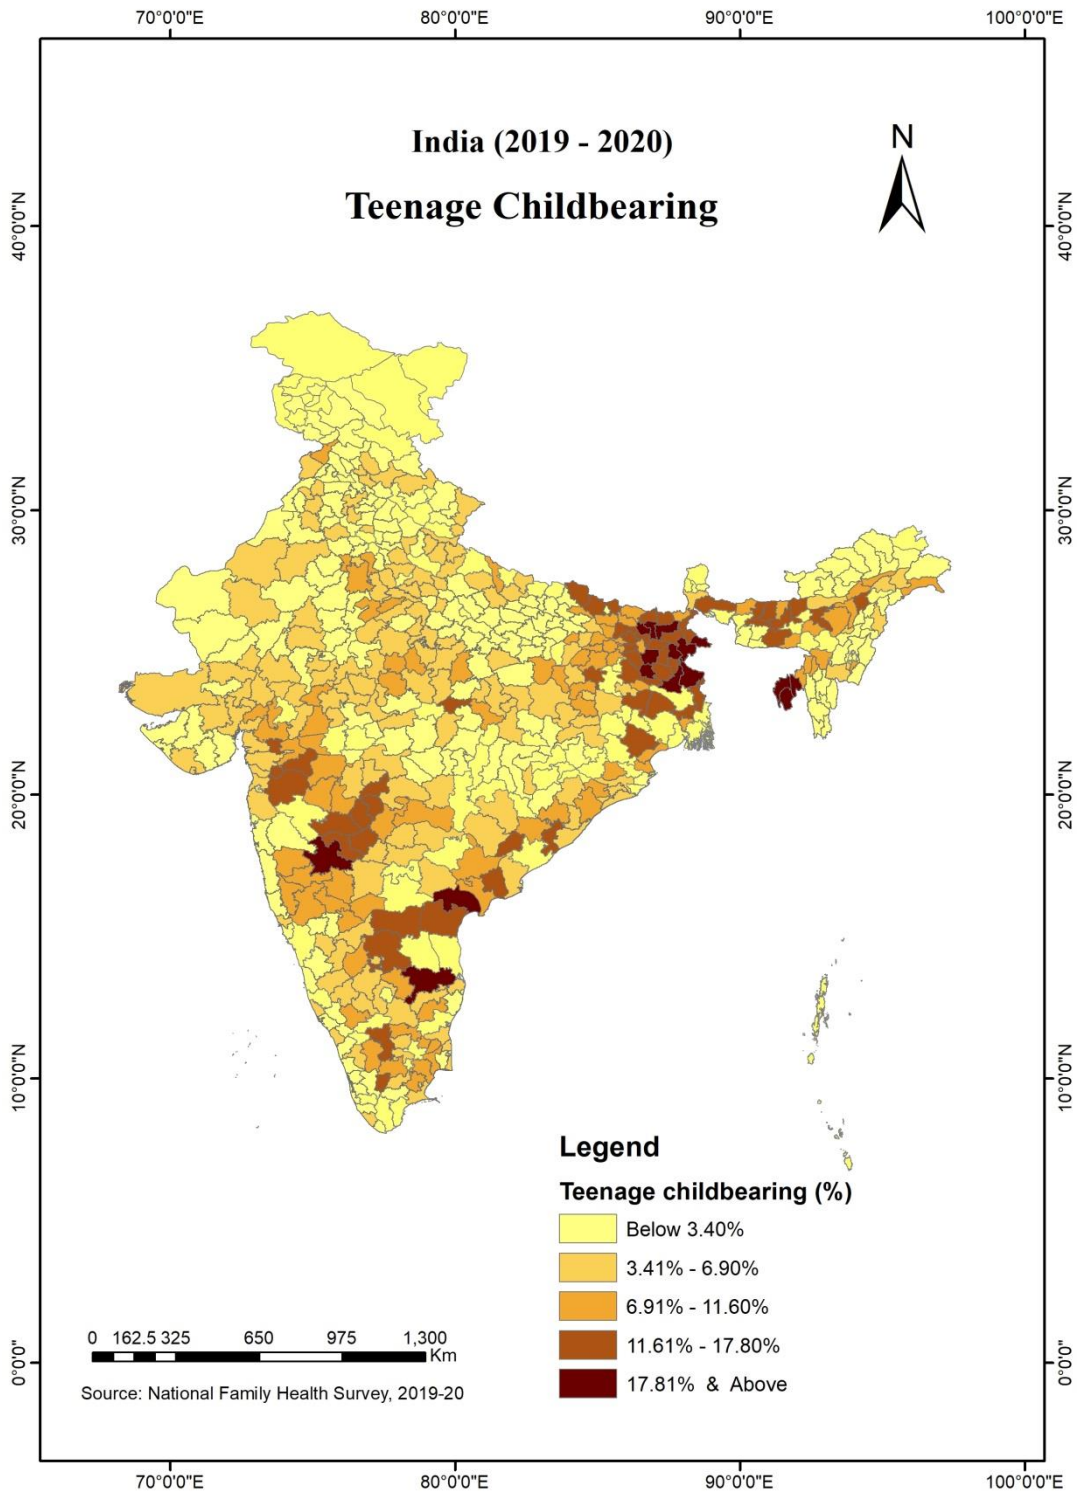 70°0'0"E 80°0'0"E 90°0'0"E 100°0'0"E
India (2019 - 2020)
N
Teenage Childbearing
40°0'0"N 40°0'0"N
30°0'0"N 30°0'0"N
20°0'0"N 20°0'0"N
10°0'0"N 10°0'0"N
Legend
Teenage childbearing (%)
Below 3.40%
3.41% - 6.90%
6.91% - 11.60%
11.61% - 17.80%
17.81% & Above
0 162.5 325 650 975 1,300
Km
0°0'0" 0°0'0"
Source: National Family Health Survey, 2019-20
70°0'0"E 80°0'0"E 90°0'0"E 100°0'0"E